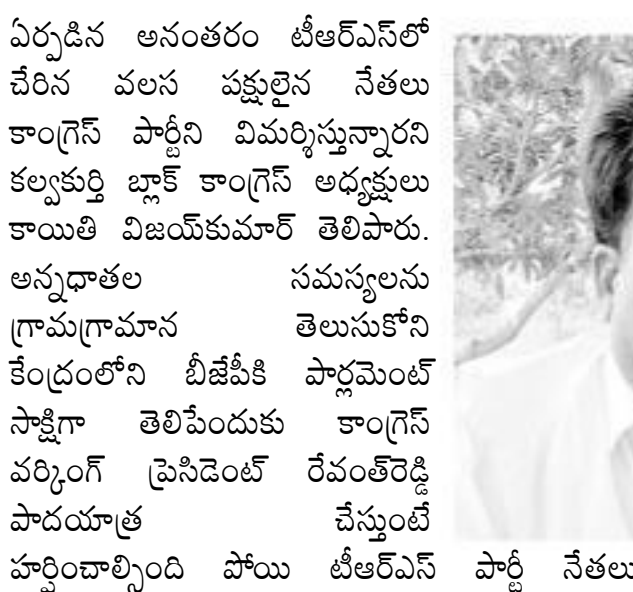 ఏర్పడిన అనంతరం టీఆర్ఎస్‌లో
చేరిన వలస పక్షులైన నేతలు
కాంగ్రెస్ పార్టీని విమర్శిస్తున్నారని
కల్వకుర్తి బ్లాక్ కాంగ్రెస్ అధ్యక్షులు
కాయితి విజయ్‌కుమార్ తెలిపారు.
అన్నధాతల సమస్యలను
గ్రామగ్రామాన తెలుసుకోని
కేంద్రంలోని బీజేపీకి పార్లమెంట్
సాక్షిగా తెలిపేందుకు కాంగ్రెస్
వర్కింగ్ ప్రెసిడెంట్ రేవంత్‌రెడ్డి
పాదయాత్ర చేస్తుంటే
హర్షించాల్సింది పోయి టీఆర్ఎస్ పార్టీ నేతలు